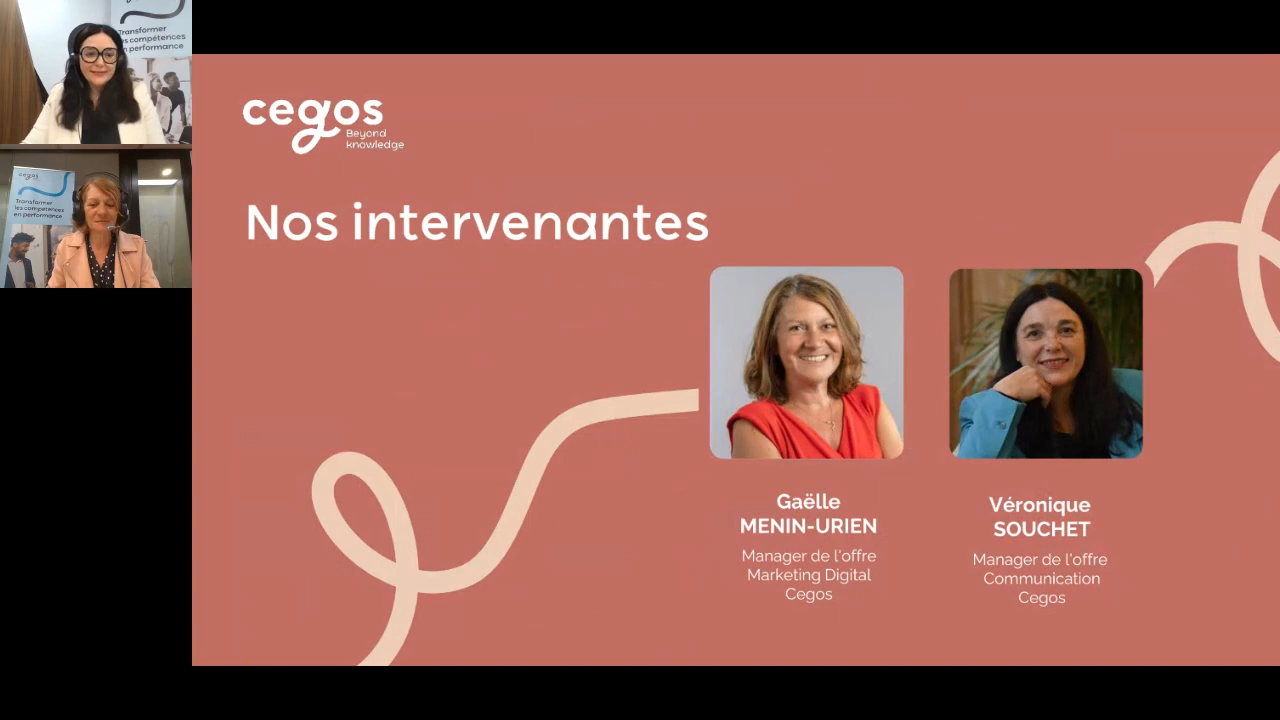 Transformer
les compétences
en performance
cegos
Transformer
les compétences
en performance
cegos
Beyond
knowledge
Nos intervenantes
Gaëlle
MENIN-URIEN
Manager de l'offre
Marketing Digital
Cegos
Véronique
SOUCHET
Manager de l'offre
Communication
Cegos